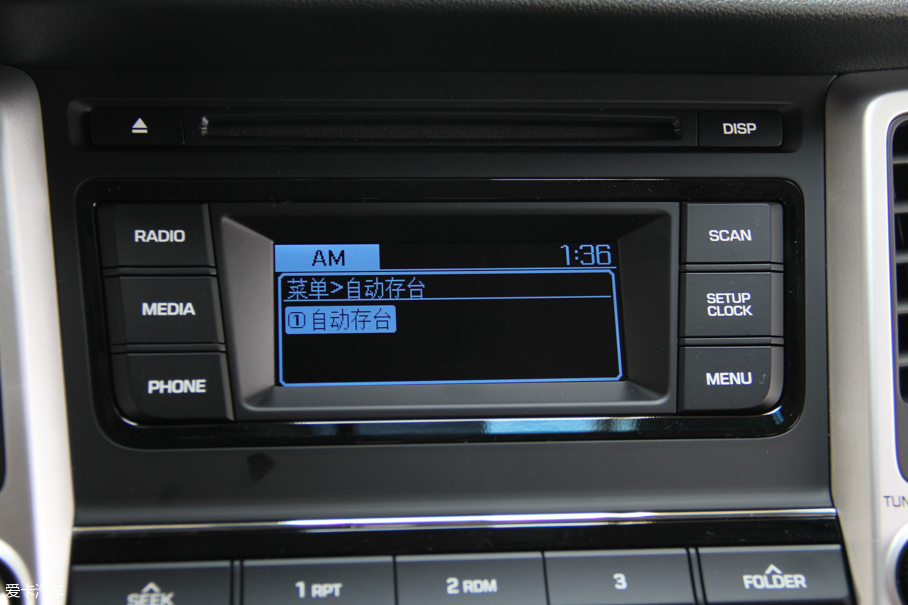 DISP
RADIO
MEDIA
PHONE
AM 1:36
菜单>自动存台
①自动存台
SCAN
SETUP
CLOCK
MENU
TUN
SEEK
1 RPT
2 RDM
3
FOLDER
爱卡汽车